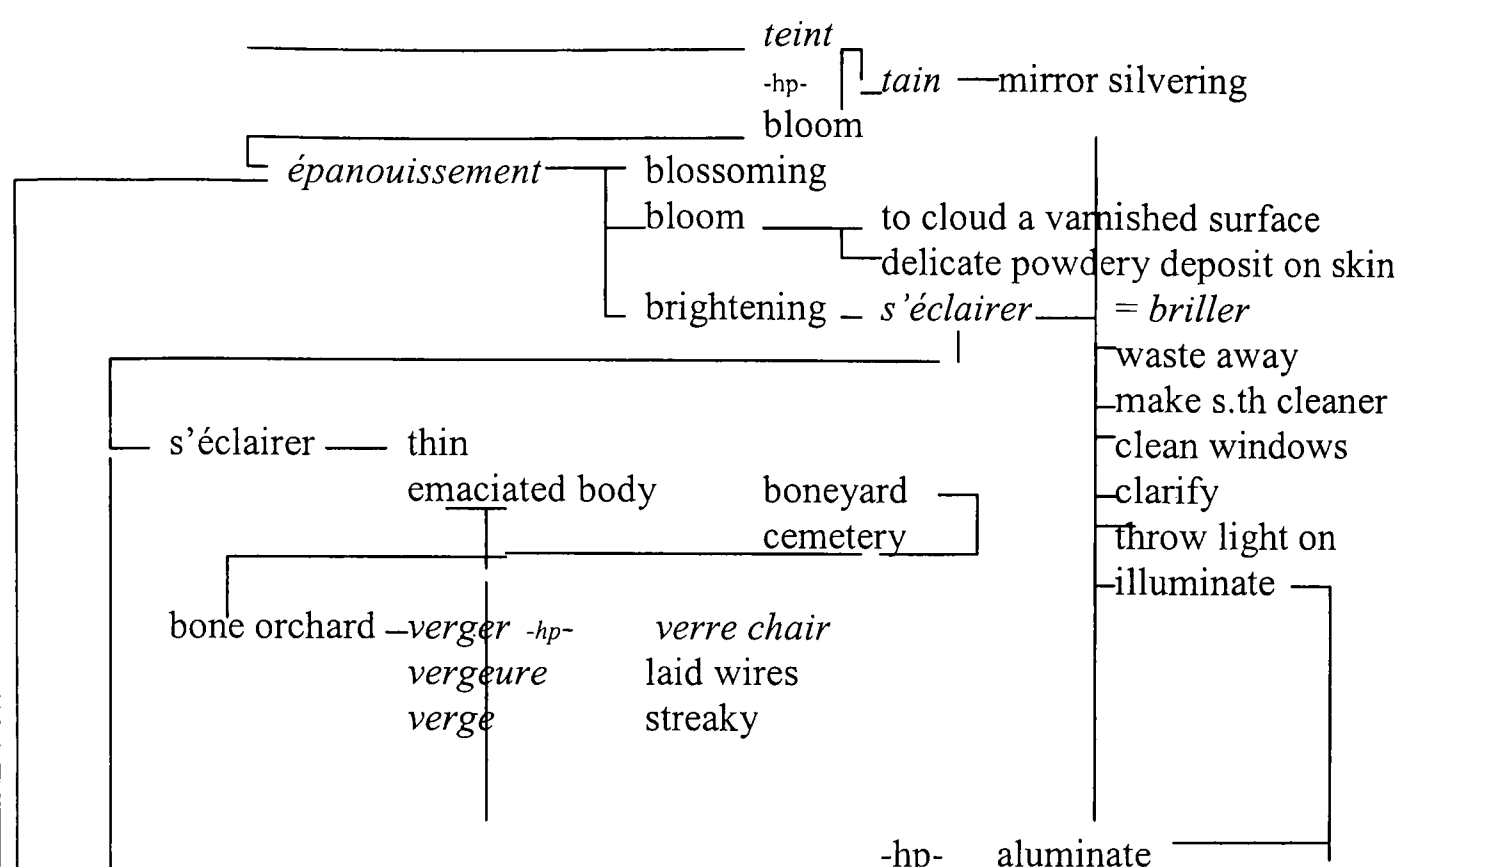 teint
-hp- tain mirror silvering
bloom
épanouissement blossoming
bloom to cloud a varnished surface
delicate powdery deposit on skin
brightening s'éclairer = briller
waste away
make s.th cleaner
s'éclairer thin clean windows
emaciated body boneyard clarify
cemetery throw light on
illuminate
bone orchard verger -hp- verre chair
vergeure laid wires
verge streaky
-hp- aluminate